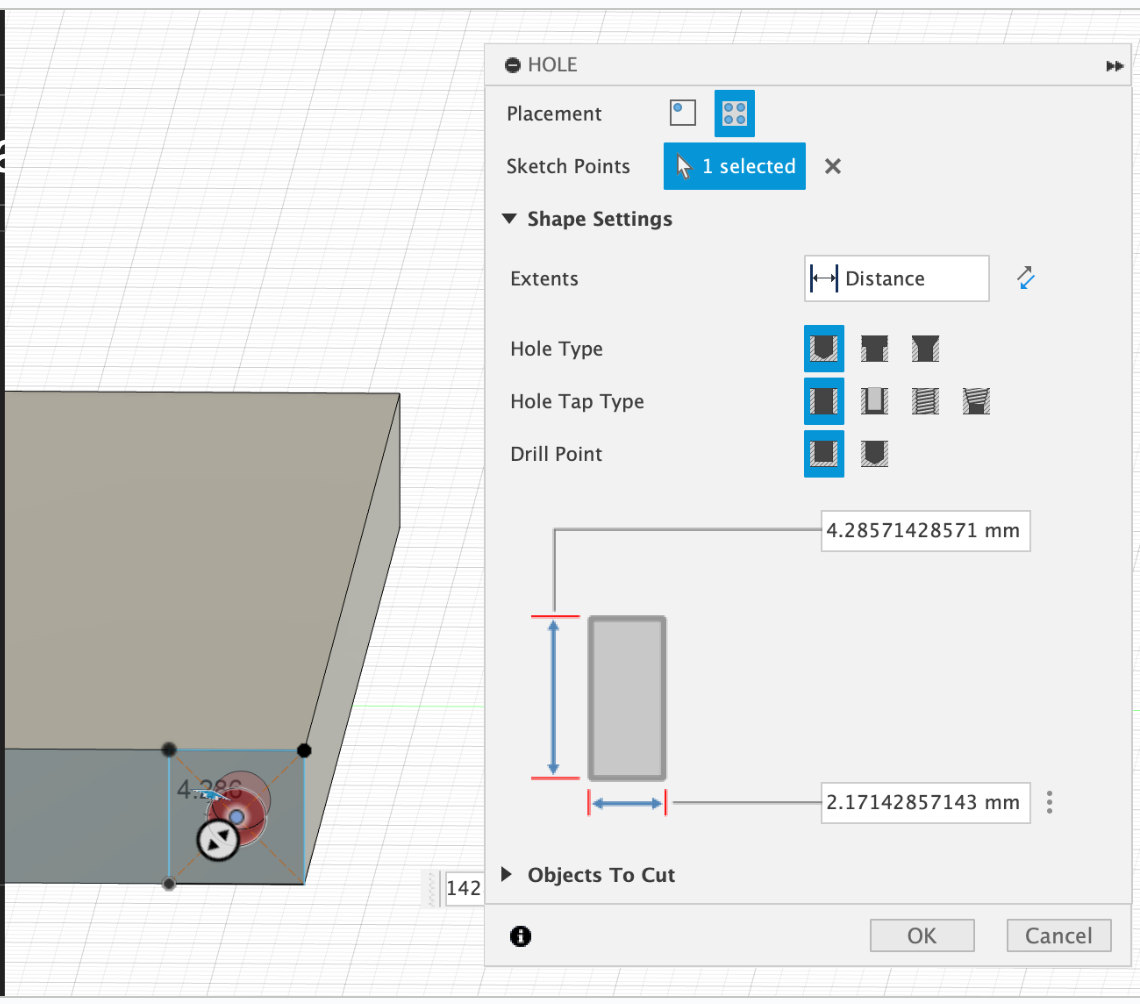 HOLE
Placement
Sketch Points
1 selected
Shape Settings
Extents
Distance
Hole Type
Hole Tap Type
Drill Point
4.28571428571 mm
4.286
2.17142857143 mm
Objects To Cut
142
OK
Cancel